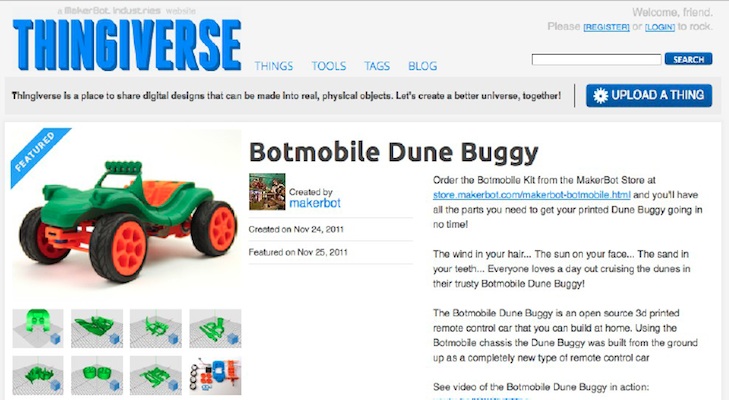 a MakerBot Industries website
THINGIVERSE
Welcome, friend.
Please [REGISTER] or [LOGIN] to rock.
THINGS TOOLS TAGS BLOG
SEARCH
Thingiverse is a place to share digital designs that can be made into real, physical objects. Let's create a better universe, together!
UPLOAD A THING
FEATURED
Botmobile Dune Buggy
Created by
makerbot
Created on Nov 24, 2011
Featured on Nov 25, 2011
Order the Botmobile Kit from the MakerBot Store at
store.makerbot.com/makerbot-botmobile.html and you'll have
all the parts you need to get your printed Dune Buggy going in
no time!
The wind in your hair... The sun on your face... The sand in
your teeth... Everyone loves a day out cruising the dunes in
their trusty Botmobile Dune Buggy!
The Botmobile Dune Buggy is an open source 3d printed
remote control car that you can build at home. Using the
Botmobile chassis the Dune Buggy was built from the ground
up as a completely new type of remote control car
See video of the Botmobile Dune Buggy in action: